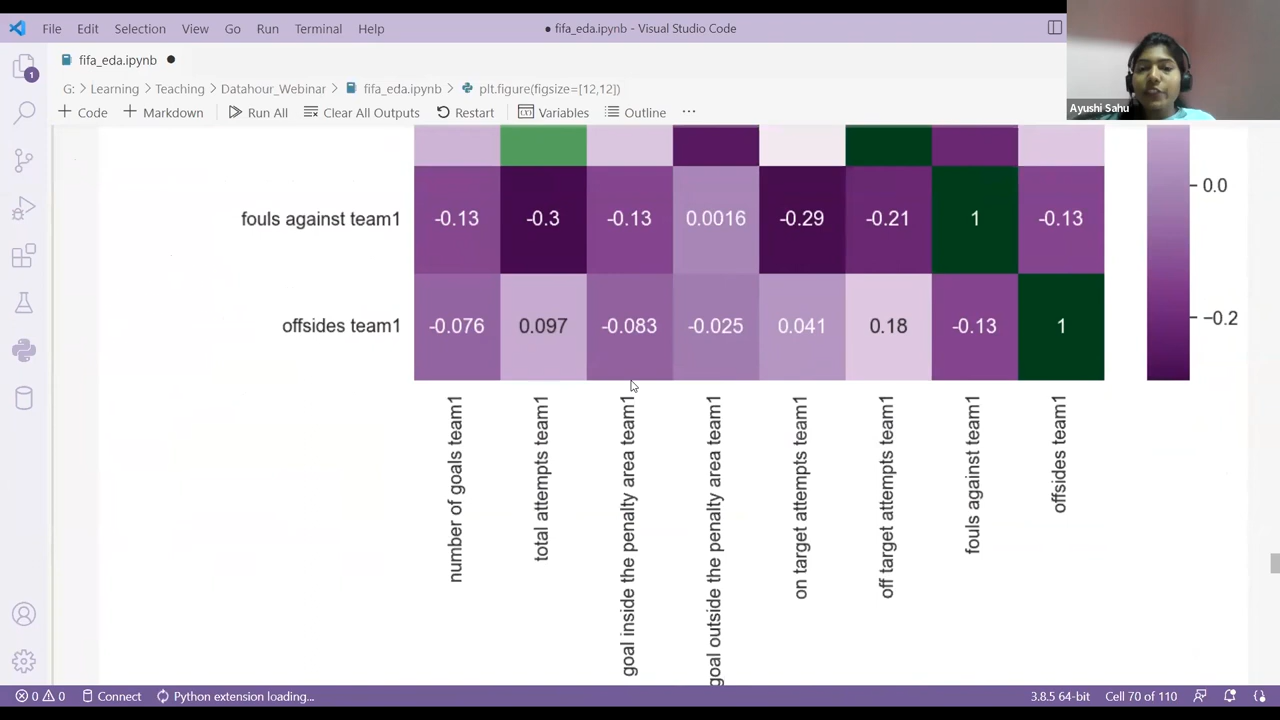 File Edit Selection View Go Run Terminal Help
● fifa_eda.ipynb - Visual Studio Code
fifa_eda.ipynb ●
G: > Learning > Teaching > Datahour_Webinar > fifa_eda.ipynb > plt.figure(figsize=[12,12])
+ Code + Markdown Run All Clear All Outputs Restart Variables Outline ...
Ayushi Sahu
1
fouls against team1 -0.13 -0.3 -0.13 0.0016 -0.29 -0.21 1 -0.13
offsides team1 -0.076 0.097 -0.083 -0.025 0.041 0.18 -0.13 1
0.0
−0.2
number of goals team1
total attempts team1
goal inside the penalty area team1
goal outside the penalty area team1
on target attempts team1
off target attempts team1
fouls against team1
offsides team1
0 0 Connect Python extension loading... 3.8.5 64-bit Cell 70 of 110